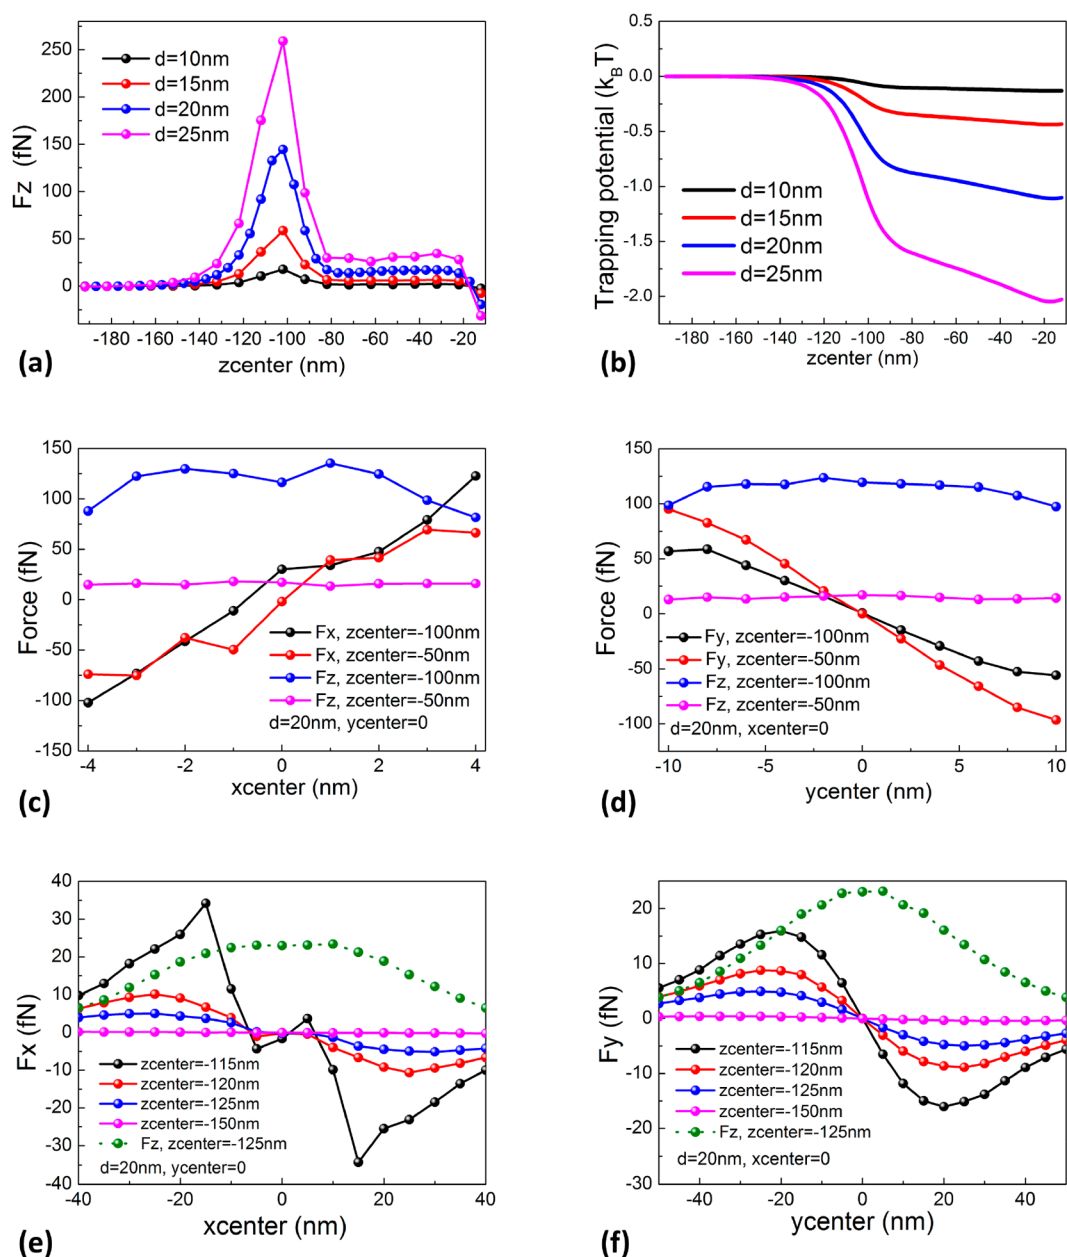 250
200
150
100
50
0
Fz (fN)
d=10nm
d=15nm
d=20nm
d=25nm
-180 -160 -140 -120 -100 -80 -60 -40 -20
zcenter (nm)
(a)
0.0
-0.5
-1.0
-1.5
-2.0
Trapping potential (kBT)
d=10nm
d=15nm
d=20nm
d=25nm
-180 -160 -140 -120 -100 -80 -60 -40 -20
zcenter (nm)
(b)
150
100
50
0
-50
-100
-150
Force (fN)
Fx, zcenter=-100nm
Fx, zcenter=-50nm
Fz, zcenter=-100nm
Fz, zcenter=-50nm
d=20nm, ycenter=0
-4 -2 0 2 4
xcenter (nm)
(c)
150
100
50
0
-50
-100
Force (fN)
Fy, zcenter=-100nm
Fy, zcenter=-50nm
Fz, zcenter=-100nm
Fz, zcenter=-50nm
d=20nm, xcenter=0
-10 -5 0 5 10
ycenter (nm)
(d)
40
30
20
10
0
-10
-20
-30
-40
Fx (fN)
zcenter=-115nm
zcenter=-120nm
zcenter=-125nm
zcenter=-150nm
Fz, zcenter=-125nm
d=20nm, ycenter=0
-40 -20 0 20 40
xcenter (nm)
(e)
20
10
0
-10
-20
-30
Fy (fN)
zcenter=-115nm
zcenter=-120nm
zcenter=-125nm
zcenter=-150nm
Fz, zcenter=-125nm
d=20nm, xcenter=0
-40 -20 0 20 40
ycenter (nm)
(f)